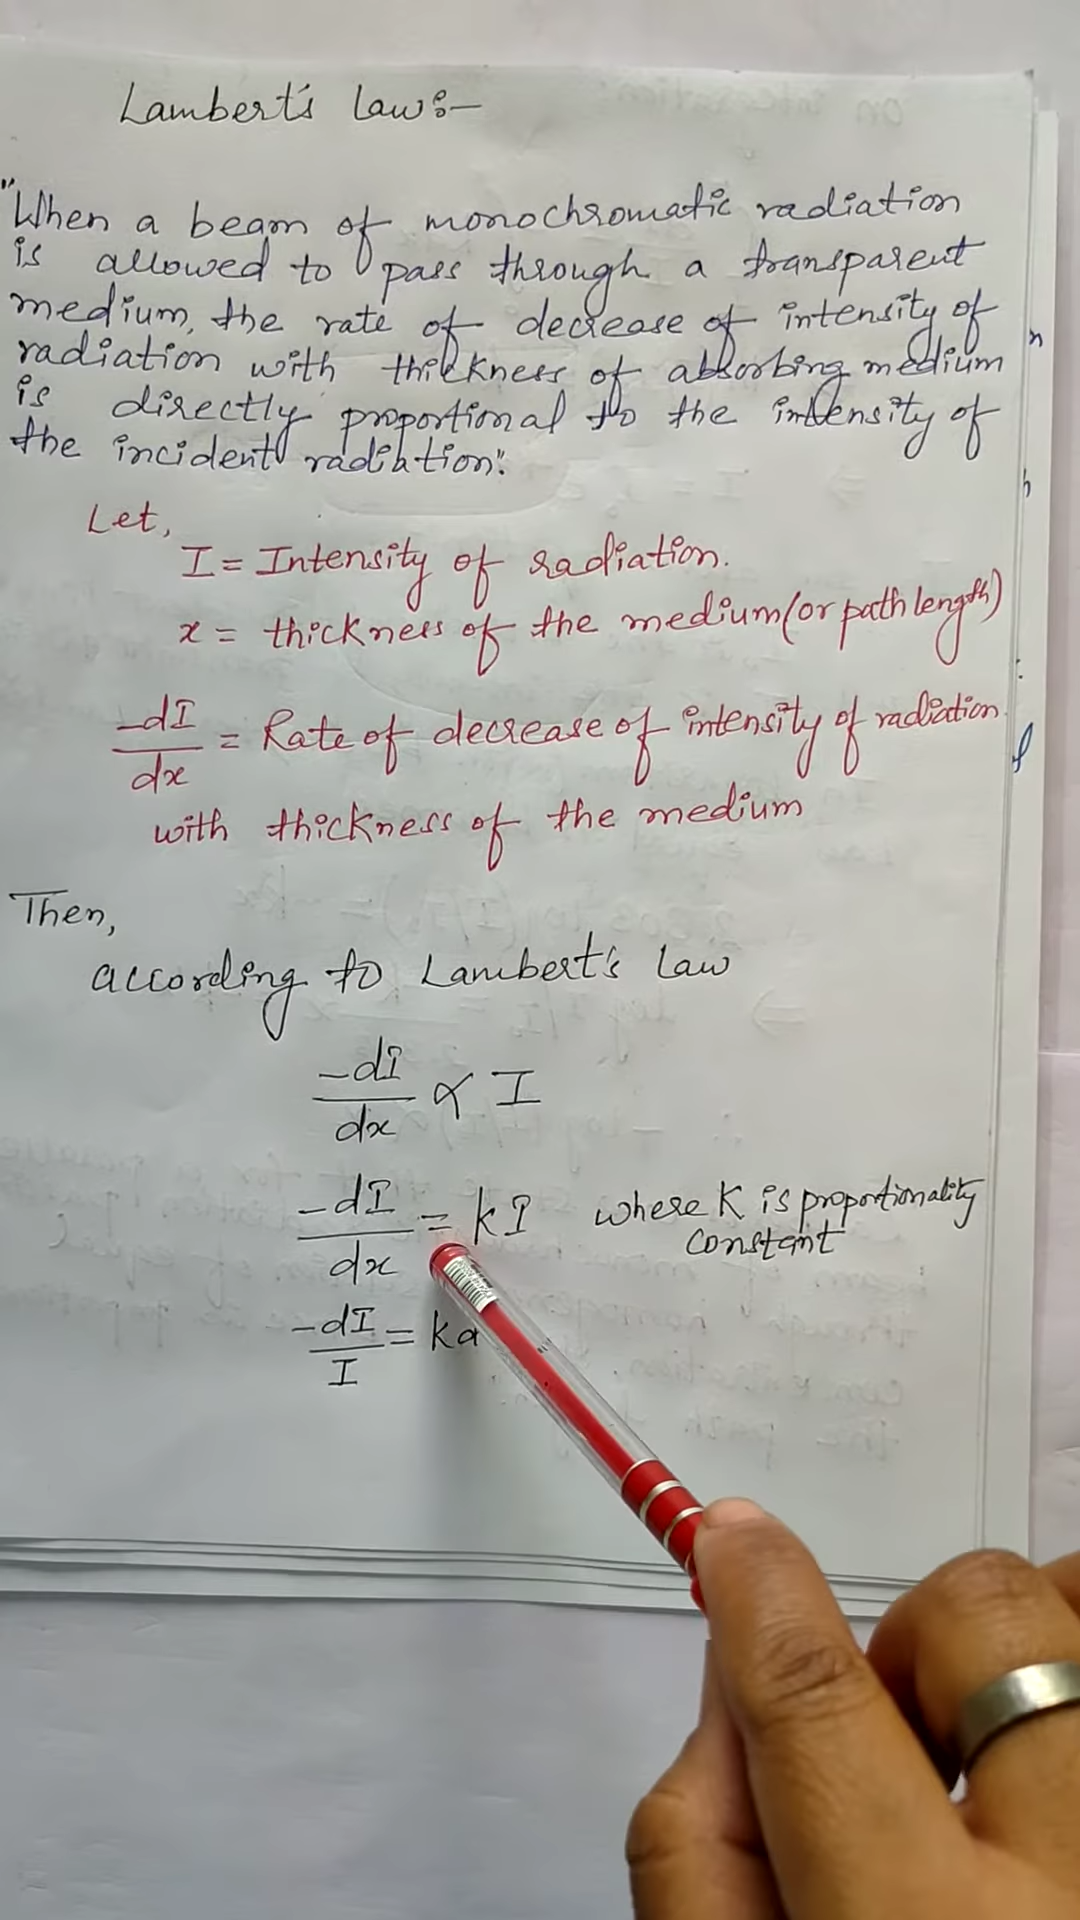 Lambert's Law:-
"When a beam of monochromatic radiation
is allowed to pass through a transparent
medium, the rate of decrease of intensity of
radiation with thickness of absorbing medium
is directly proportional to the intensity of
the incident radiation".
Let,
I = Intensity of radiation.
x = thickness of the medium (or path length)
-dI/dx = Rate of decrease of intensity of radiation
with thickness of the medium
Then,
according to Lambert's Law
-dI/dx ∝ I
-dI/dx = kI where K is proportionality
constant
-dI/I = k